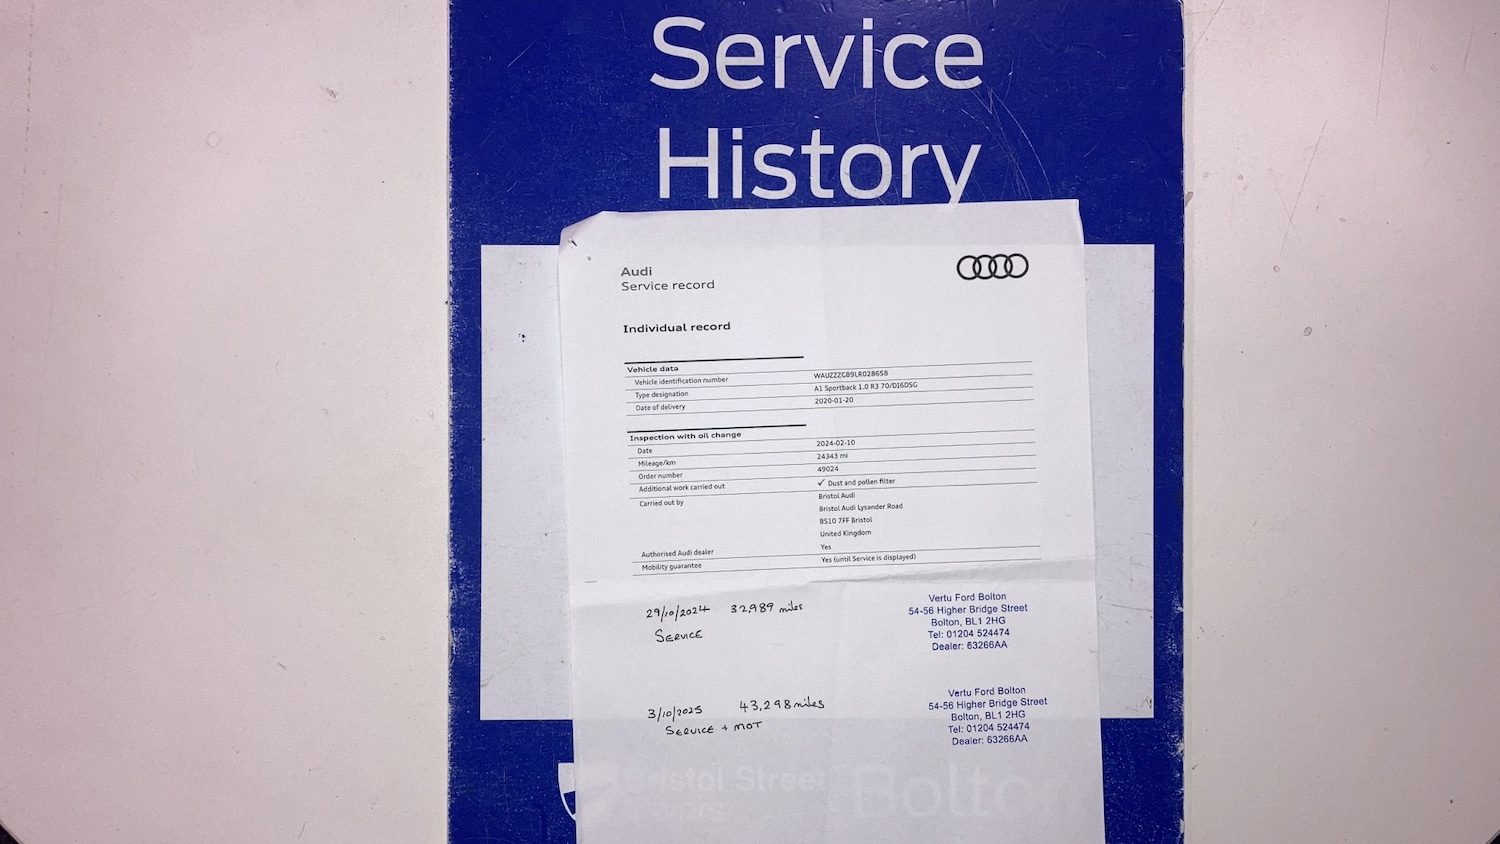 Service
History
Audi
Service record
Individual record
Vehicle data
Vehicle identification number WAUZZZGB9LR028658
Type designation A1 Sportback 1.0 R3 70/DI6DSG
Date of delivery 2020-01-20
Inspection with oil change
Date 2024-02-10
Mileage/km 24343 mi
Order number 49024
Additional work carried out ✓ Dust and pollen filter
Carried out by Bristol Audi
Bristol Audi Lysander Road
BS10 7FF Bristol
United Kingdom
Authorised Audi dealer Yes
Mobility guarantee Yes (until Service is displayed)
29/10/2024 32989 miles
SERVICE
Vertu Ford Bolton
54-56 Higher Bridge Street
Bolton, BL1 2HG
Tel: 01204 524474
Dealer: 63266AA
3/10/2025 43,298 miles
SERVICE + MOT
Vertu Ford Bolton
54-56 Higher Bridge Street
Bolton, BL1 2HG
Tel: 01204 524474
Dealer: 63266AA
Bristol Street Bolton